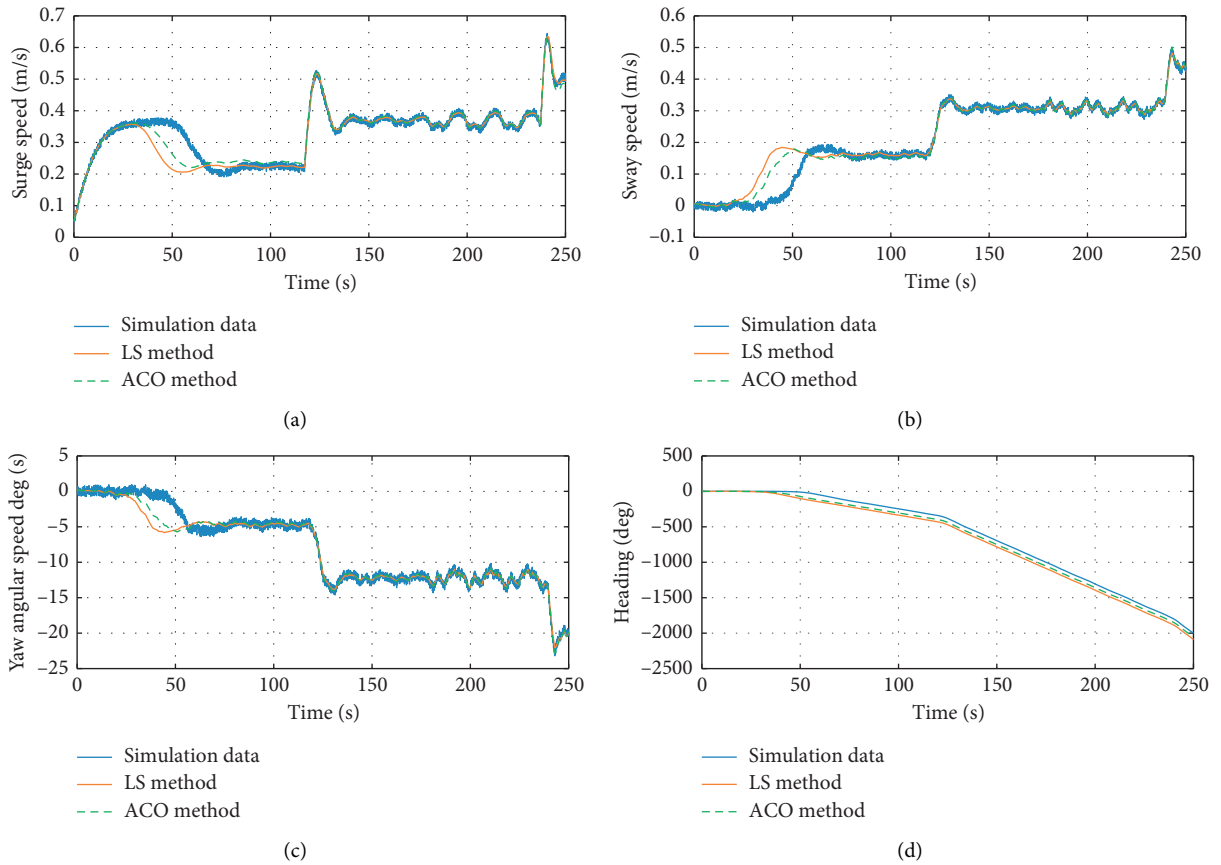 0.7
0.6
0.5
0.4
0.3
0.2
0.1
0
Surge speed (m/s)
0 50 100 150 200 250
Time (s)
Simulation data
LS method
ACO method
(a)
0.6
0.5
0.4
0.3
0.2
0.1
0
–0.1
Sway speed (m/s)
0 50 100 150 200 250
Time (s)
Simulation data
LS method
ACO method
(b)
5
0
–5
–10
–15
–20
–25
Yaw angular speed deg (s)
0 50 100 150 200 250
Time (s)
Simulation data
LS method
ACO method
(c)
500
0
–500
–1000
–1500
–2000
–2500
Heading (deg)
0 50 100 150 200 250
Time (s)
Simulation data
LS method
ACO method
(d)